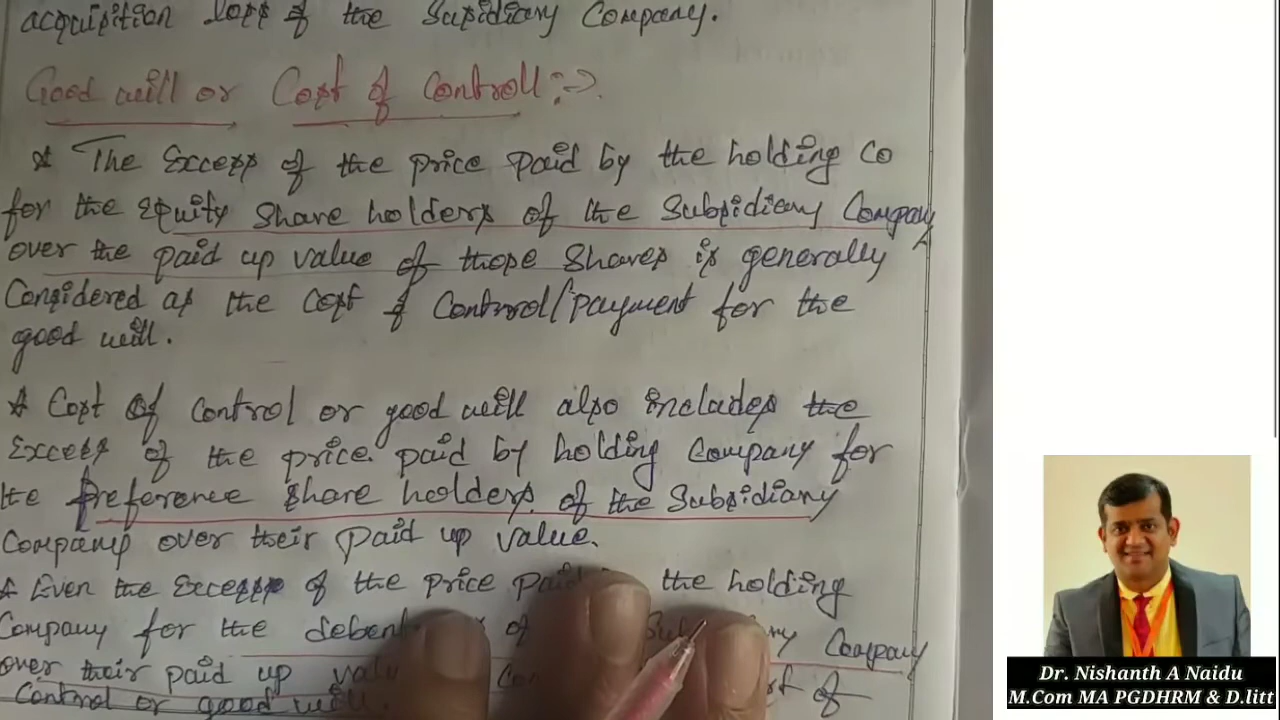 acquisition loss of the Susidiary Company.
Good will or Cost of Controll :->.
* The Excess of the price paid by the holding Co
for the Equity Share holders of the Subsidiary Company
over the paid up value of those Shares is generally
Considered as the Cost of Control/payment for the
good will.
* Cost of Control or good will also includes the
Excess of the price. paid by holding Company for
the Preference Share holders. of the Subsidiary
Company over their paid up value.
* Even the Excess of the price paid the holding
Company for the of Company
over their paid up of
Control or good will.
Dr. Nishanth A Naidu
M.Com MA PGDHRM & D.litt